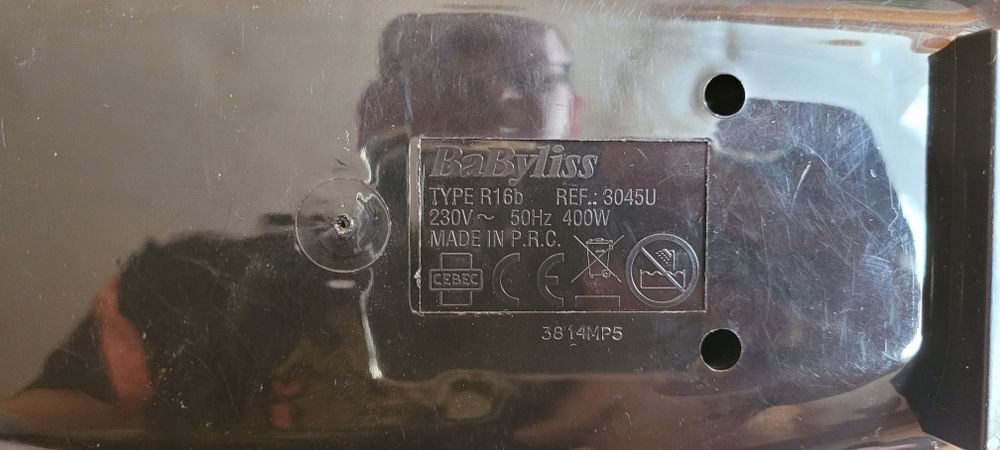 BaByliss
TYPE R16b REF.: 3045U
230V~ 50Hz 400W
MADE IN P.R.C.
CEBEC CE
3814MP5